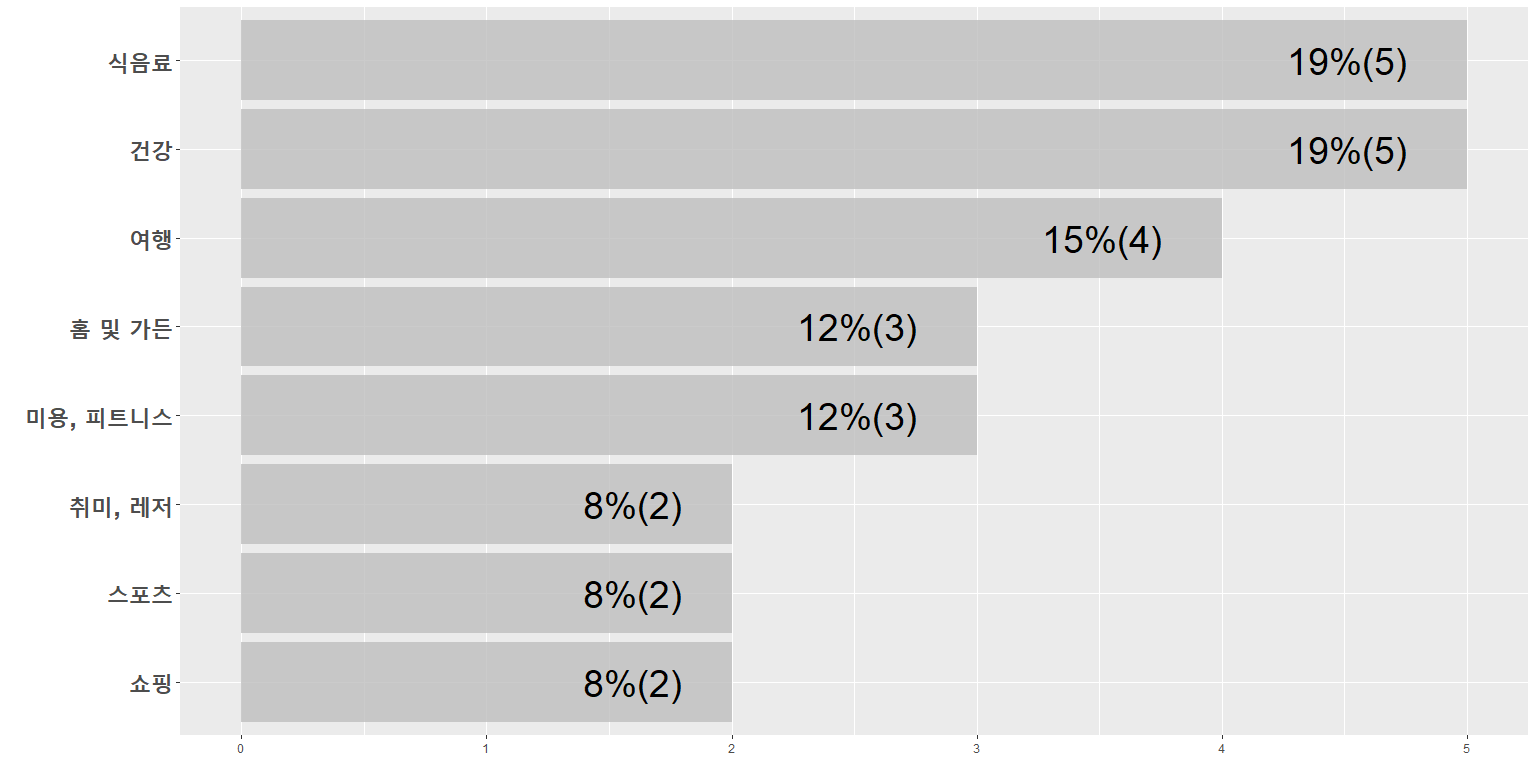 식음료 19%(5)
건강 19%(5)
여행 15%(4)
홈 및 가든 12%(3)
미용, 피트니스 12%(3)
취미, 레저 8%(2)
스포츠 8%(2)
쇼핑 8%(2)
0 1 2 3 4 5